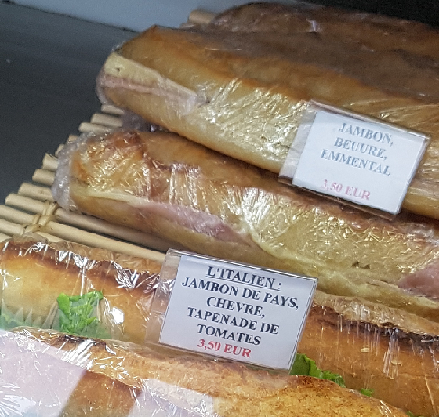 JAMBON,
BEURRE,
EMMENTAL
3,50 EUR
L'ITALIEN :
JAMBON DE PAYS,
CHEVRE,
TAPENADE DE
TOMATES
3,50 EUR